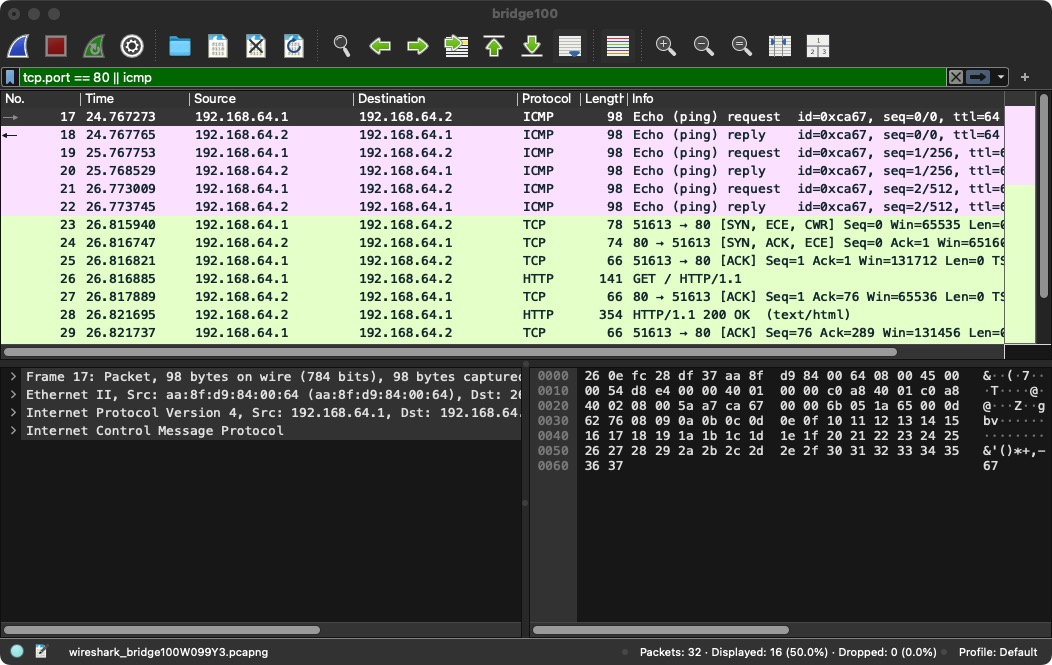 bridge100
tcp.port == 80 || icmp
No. Time Source Destination Protocol Length Info
17 24.767273 192.168.64.1 192.168.64.2 ICMP 98 Echo (ping) request id=0xca67, seq=0/0, ttl=64
18 24.767765 192.168.64.2 192.168.64.1 ICMP 98 Echo (ping) reply id=0xca67, seq=0/0, ttl=64
19 25.767753 192.168.64.1 192.168.64.2 ICMP 98 Echo (ping) request id=0xca67, seq=1/256, ttl=6
20 25.768529 192.168.64.2 192.168.64.1 ICMP 98 Echo (ping) reply id=0xca67, seq=1/256, ttl=6
21 26.773009 192.168.64.1 192.168.64.2 ICMP 98 Echo (ping) request id=0xca67, seq=2/512, ttl=6
22 26.773745 192.168.64.2 192.168.64.1 ICMP 98 Echo (ping) reply id=0xca67, seq=2/512, ttl=6
23 26.815940 192.168.64.1 192.168.64.2 TCP 78 51613 → 80 [SYN, ECE, CWR] Seq=0 Win=65535 Len=0
24 26.816747 192.168.64.2 192.168.64.1 TCP 74 80 → 51613 [SYN, ACK, ECE] Seq=0 Ack=1 Win=65160
25 26.816821 192.168.64.1 192.168.64.2 TCP 66 51613 → 80 [ACK] Seq=1 Ack=1 Win=131712 Len=0 TS
26 26.816885 192.168.64.1 192.168.64.2 HTTP 141 GET / HTTP/1.1
27 26.817889 192.168.64.2 192.168.64.1 TCP 66 80 → 51613 [ACK] Seq=1 Ack=76 Win=65536 Len=0 TS
28 26.821695 192.168.64.2 192.168.64.1 HTTP 354 HTTP/1.1 200 OK (text/html)
29 26.821737 192.168.64.1 192.168.64.2 TCP 66 51613 → 80 [ACK] Seq=76 Ack=289 Win=131456 Len=0
Frame 17: Packet, 98 bytes on wire (784 bits), 98 bytes captured
Ethernet II, Src: aa:8f:d9:84:00:64 (aa:8f:d9:84:00:64), Dst: 26
Internet Protocol Version 4, Src: 192.168.64.1, Dst: 192.168.64.
Internet Control Message Protocol
0000 26 0e fc 28 df 37 aa 8f d9 84 00 64 08 00 45 00 &··(·7··
0010 00 54 d8 e4 00 00 40 01 00 00 c0 a8 40 01 c0 a8 ·T····@·
0020 40 02 08 00 5a a7 ca 67 00 00 6b 05 1a 65 00 0d @···Z··g
0030 62 76 08 09 0a 0b 0c 0d 0e 0f 10 11 12 13 14 15 bv······
0040 16 17 18 19 1a 1b 1c 1d 1e 1f 20 21 22 23 24 25 ········
0050 26 27 28 29 2a 2b 2c 2d 2e 2f 30 31 32 33 34 35 &'()*+,-
0060 36 37 67
wireshark_bridge100W099Y3.pcapng Packets: 32 · Displayed: 16 (50.0%) · Dropped: 0 (0.0%) Profile: Default